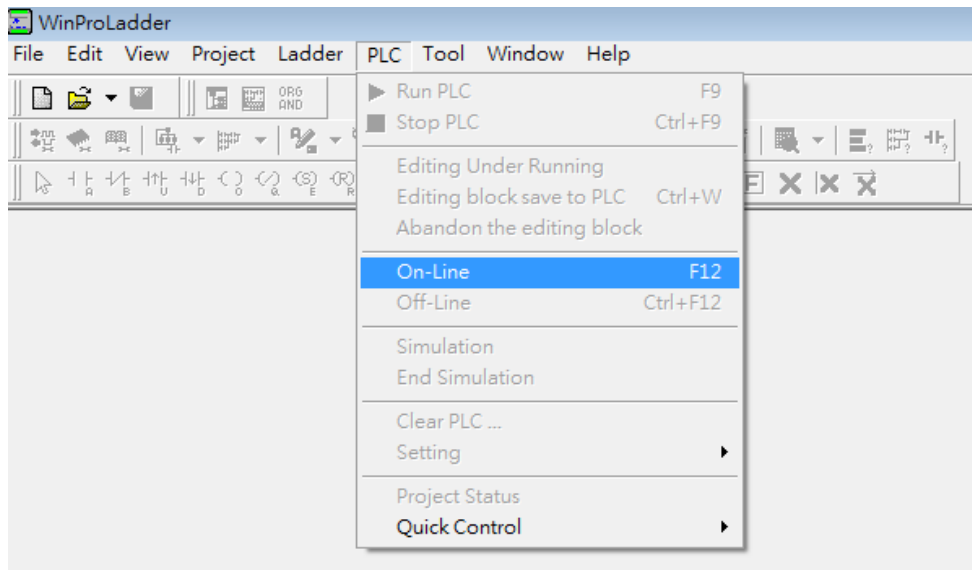 WinProLadder
File Edit View Project Ladder PLC Tool Window Help
ORG
AND
A B U D O Q E R
Run PLC F9
Stop PLC Ctrl+F9
Editing Under Running
Editing block save to PLC Ctrl+W
Abandon the editing block
On-Line F12
Off-Line Ctrl+F12
Simulation
End Simulation
Clear PLC ...
Setting
Project Status
Quick Control